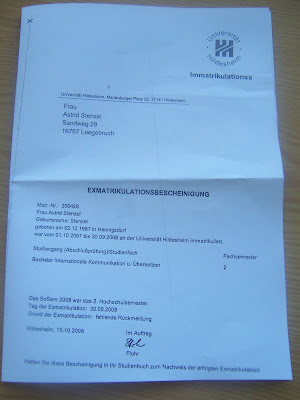 Universität
Hildesheim
Immatrikulationsa
Universität Hildesheim, Marienburger Platz 22, 31141 Hildesheim
Frau
Astrid Stenzel
Sandweg 29
16767 Leegebruch
EXMATRIKULATIONSBESCHEINIGUNG
Matr.-Nr. 200428
Frau Astrid Stenzel
Geburtsname: Stenzel
geboren am 02.12.1987 in Hennigsdorf
war vom 01.10.2007 bis 30.09.2008 an der Universität Hildesheim immatrikuliert.
Studiengang (Abschlußprüfung)/Studienfach Fachsemester
Bachelor Internationale Kommunikation u. Übersetzen 2
Das SoSem 2008 war das 2. Hochschulsemester.
Tag der Exmatrikulation: 30.09.2008
Grund der Exmatrikulation: fehlende Rückmeldung
Hildesheim, 15.10.2008 Im Auftrag
Flohr
Heften Sie diese Bescheinigung in Ihr Studienbuch zum Nachweis der erfolgten Exmatrikulation!